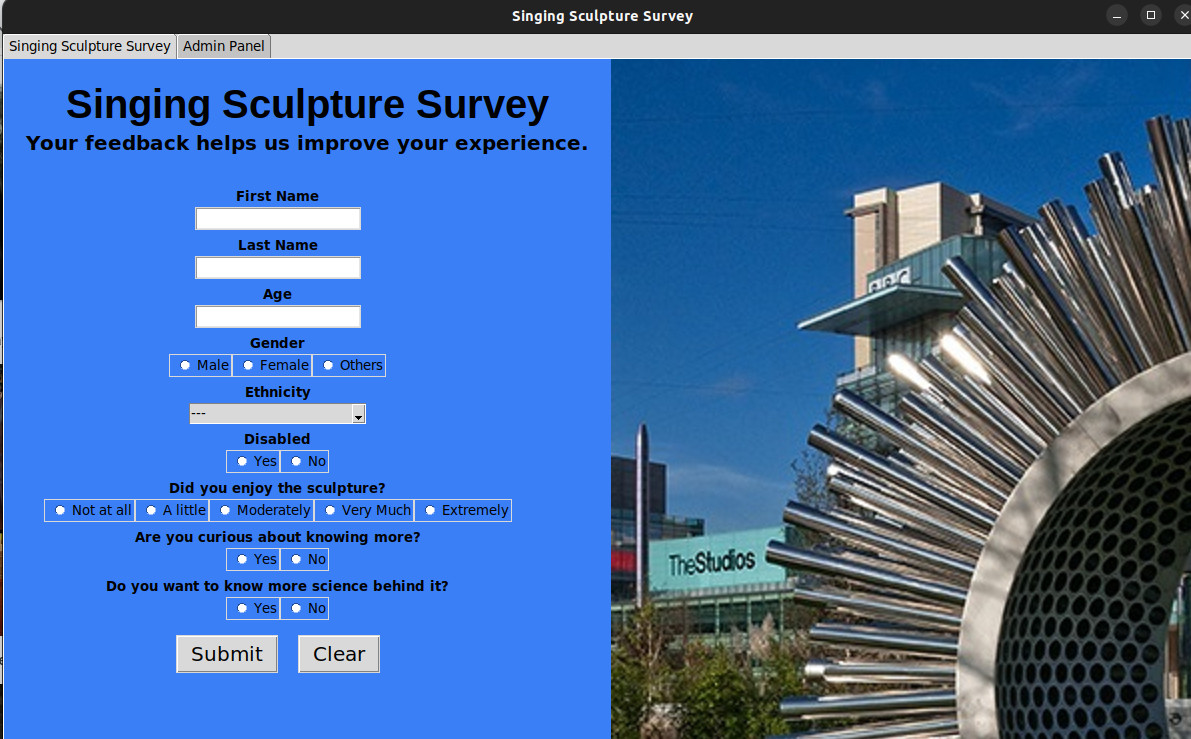 Singing Sculpture Survey
Singing Sculpture Survey Admin Panel
Singing Sculpture Survey
Your feedback helps us improve your experience.
First Name
Last Name
Age
Gender
Male Female Others
Ethnicity
---
Disabled
Yes No
Did you enjoy the sculpture?
Not at all A little Moderately Very Much Extremely
Are you curious about knowing more?
Yes No
Do you want to know more science behind it?
Yes No
Submit Clear
BBC
TheStudios